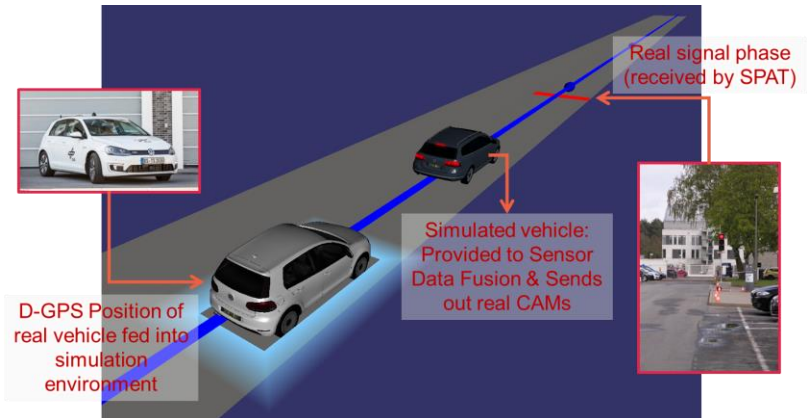 Real signal phase
(received by SPAT)
Simulated vehicle:
Provided to Sensor
Data Fusion & Sends
out real CAMs
D-GPS Position of
real vehicle fed into
simulation
environment